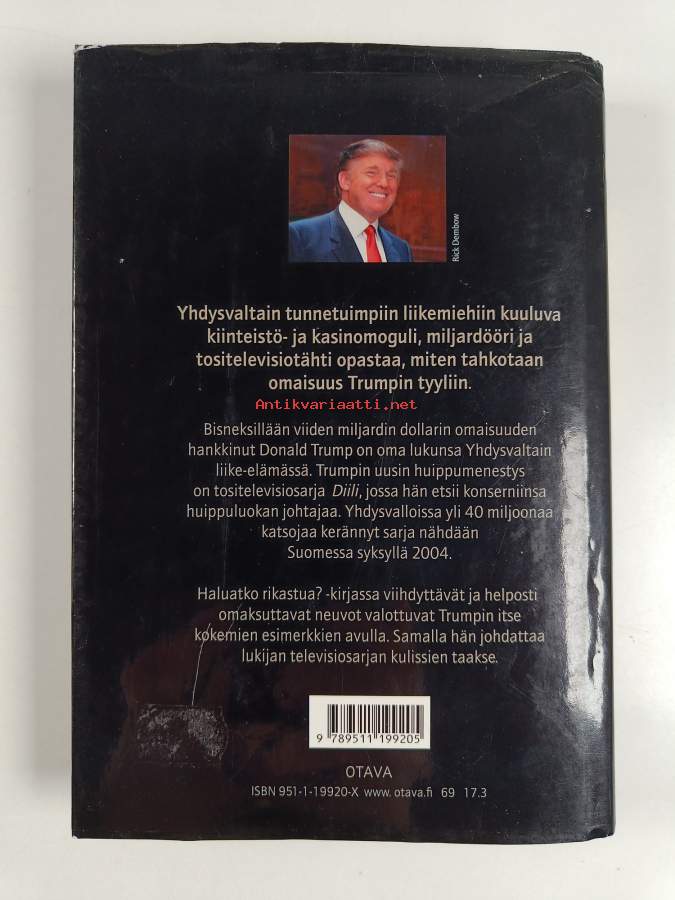 Rick Dembow
Yhdysvaltain tunnetuimpiin liikemiehiin kuuluva
kiinteistö- ja kasinomoguli, miljardööri ja
tositelevisiotähti opastaa, miten tahkotaan
omaisuus Trumpin tyyliin.
Antikvariaatti.net
Bisneksillään viiden miljardin dollarin omaisuuden
hankkinut Donald Trump on oma lukunsa Yhdysvaltain
liike-elämässä. Trumpin uusin huippumenestys
on tositelevisiosarja Diili, jossa hän etsii konserniinsa
huippuluokan johtajaa. Yhdysvalloissa yli 40 miljoonaa
katsojaa kerännyt sarja nähdään
Suomessa syksyllä 2004.
Haluatko rikastua? -kirjassa viihdyttävät ja helposti
omaksuttavat neuvot valottuvat Trumpin itse
kokemien esimerkkien avulla. Samalla hän johdattaa
lukijan televisiosarjan kulissien taakse.
9 789511 199205
OTAVA
ISBN 951-1-19920-X www.otava.fi 69 17.3